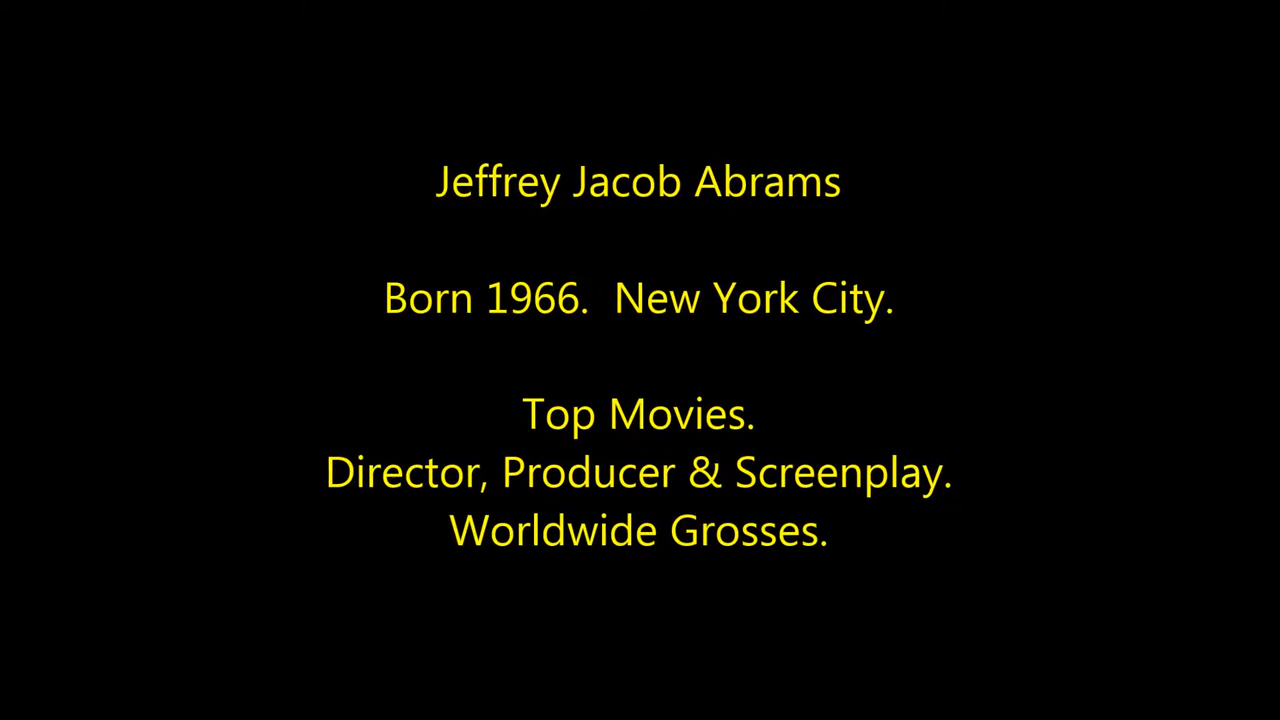 Jeffrey Jacob Abrams
Born 1966.  New York City.
Top Movies.
Director, Producer & Screenplay.
Worldwide Grosses.